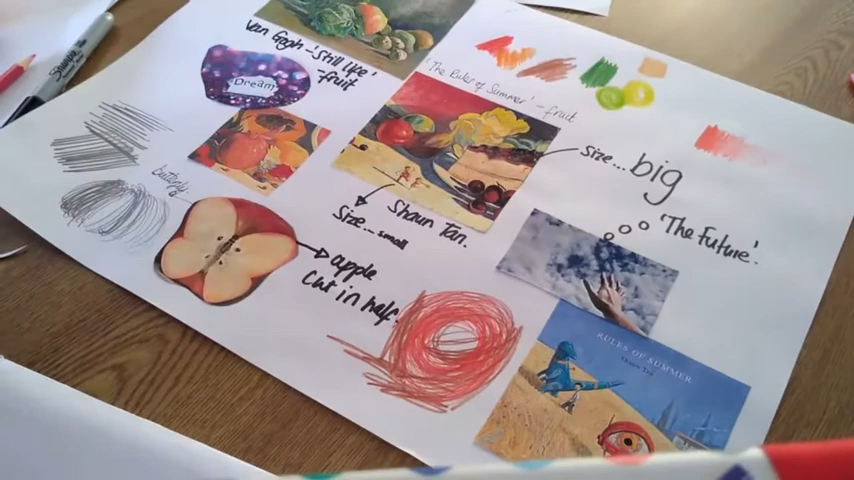 Van Gogh - 'Still life'
- fruit
Dream
'The Rules of Summer' - fruit
Size... big
butterfly
Size... small
Shaun Tan.
'The Future'.
apple
cut in half.
RULES OF SUMMER
Shaun Tan
Sharpie